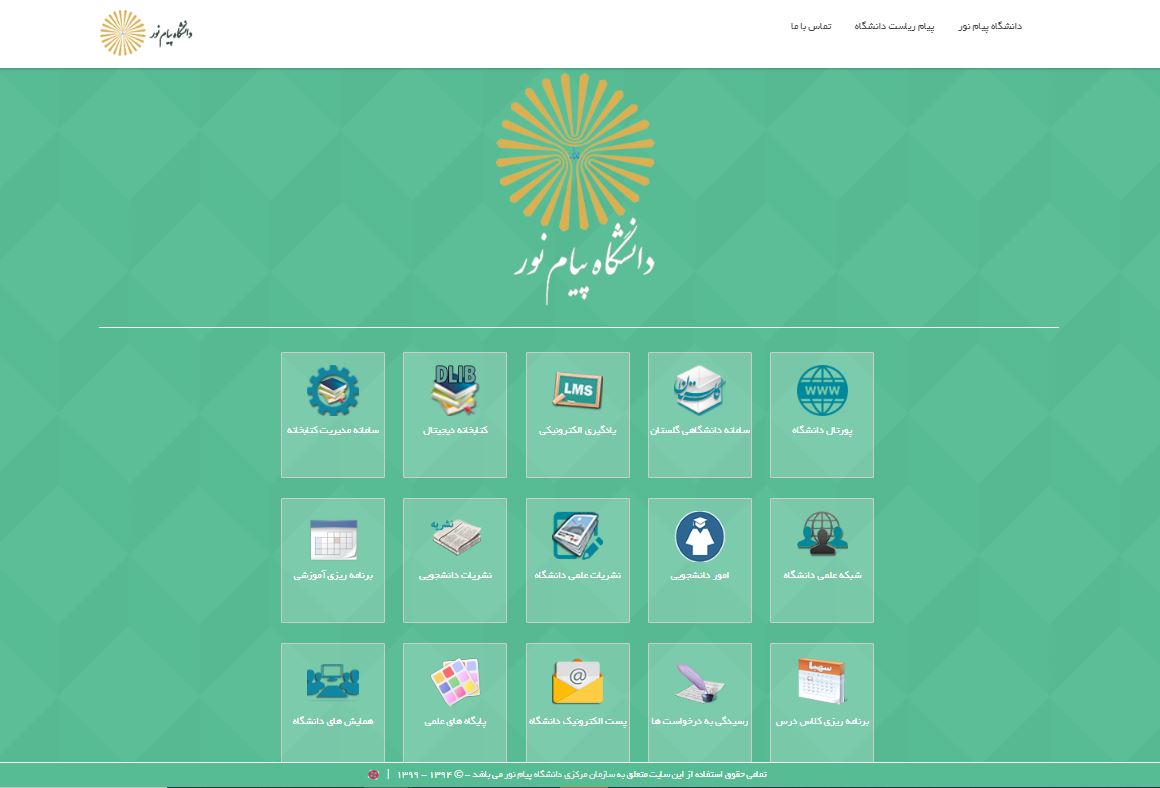 دانشگاه پیام نور
پیام ریاست دانشگاه
تماس با ما
دانشگاه پیام نور
دانشگاه پیام نور
WWW
پورتال دانشگاه
گلستان
سامانه دانشگاهی گلستان
LMS
یادگیری الکترونیکی
DLIB
کتابخانه دیجیتال
سامانه مدیریت کتابخانه
شبکه علمی دانشگاه
امور دانشجویی
نشریات علمی دانشگاه
نشریه
نشریات دانشجویی
برنامه ریزی آموزشی
سهما
برنامه ریزی کلاس درس
رسیدگی به درخواست ها
@
پست الکترونیک دانشگاه
پایگاه های علمی
همایش های دانشگاه
تمامی حقوق استفاده از این سایت متعلق به سازمان مرکزی دانشگاه پیام نور می باشد - © ۱۳۹۴ - ۱۳۹۹ |